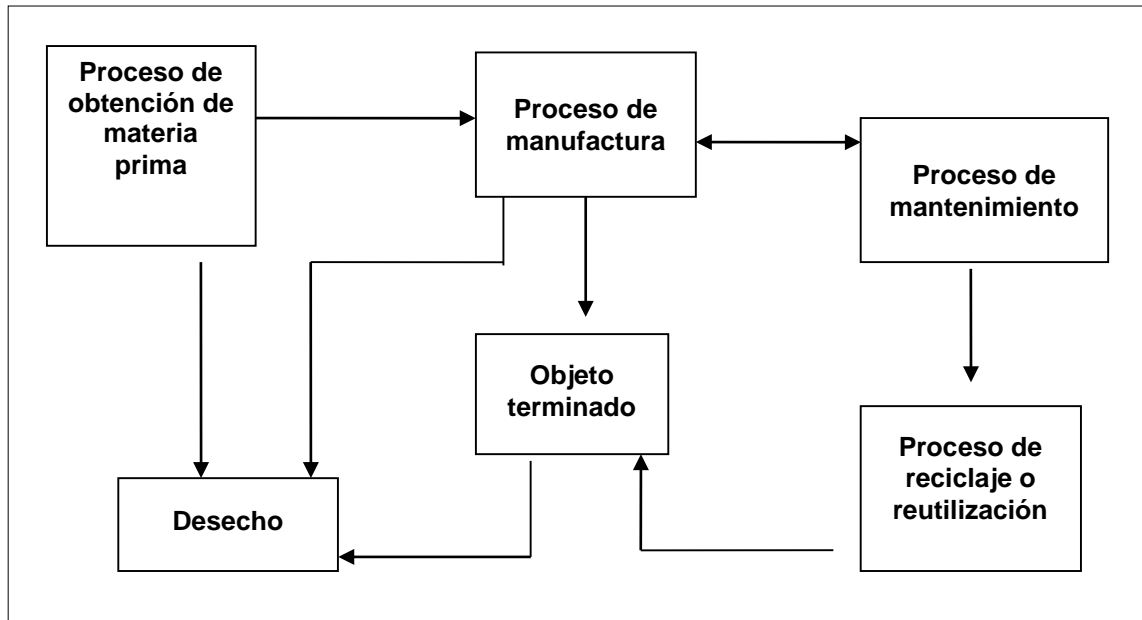 Proceso de
obtención de
materia
prima
Proceso de
manufactura
Proceso de
mantenimiento
Objeto
terminado
Proceso de
reciclaje o
reutilización
Desecho